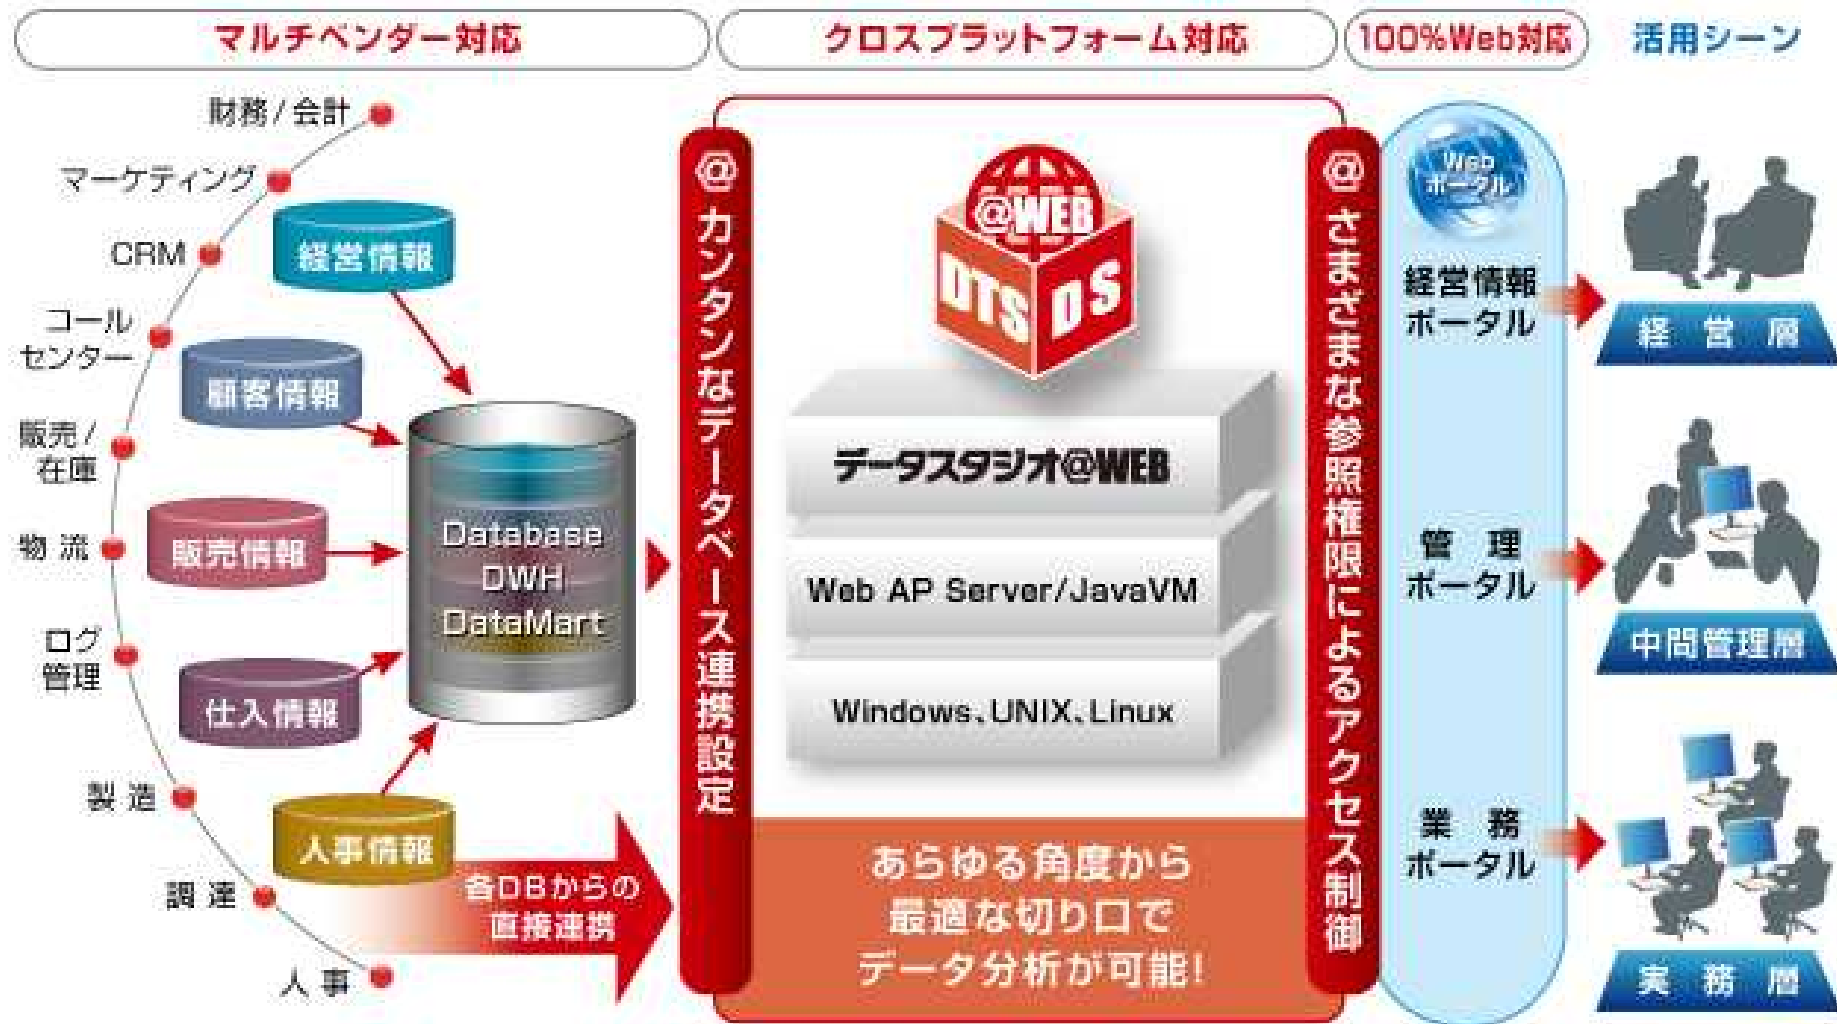 マルチベンダー対応
クロスプラットフォーム対応
100%Web対応
活用シーン
財務/会計
マーケティング
CRM
コール
センター
販売/
在庫
物流
ログ
管理
製造
調達
人事
経営情報
顧客情報
販売情報
仕入情報
人事情報
Database
DWH
DataMart
各DBからの
直接連携
@カンタンなデータベース連携設定
@WEB
DTS
DS
データスタジオ@WEB
Web AP Server/JavaVM
Windows、UNIX、Linux
あらゆる角度から
最適な切り口で
データ分析が可能!
@さまざまな参照権限によるアクセス制御
Web
ポータル
経営情報
ポータル
管理
ポータル
業務
ポータル
経営層
中間管理層
実務層